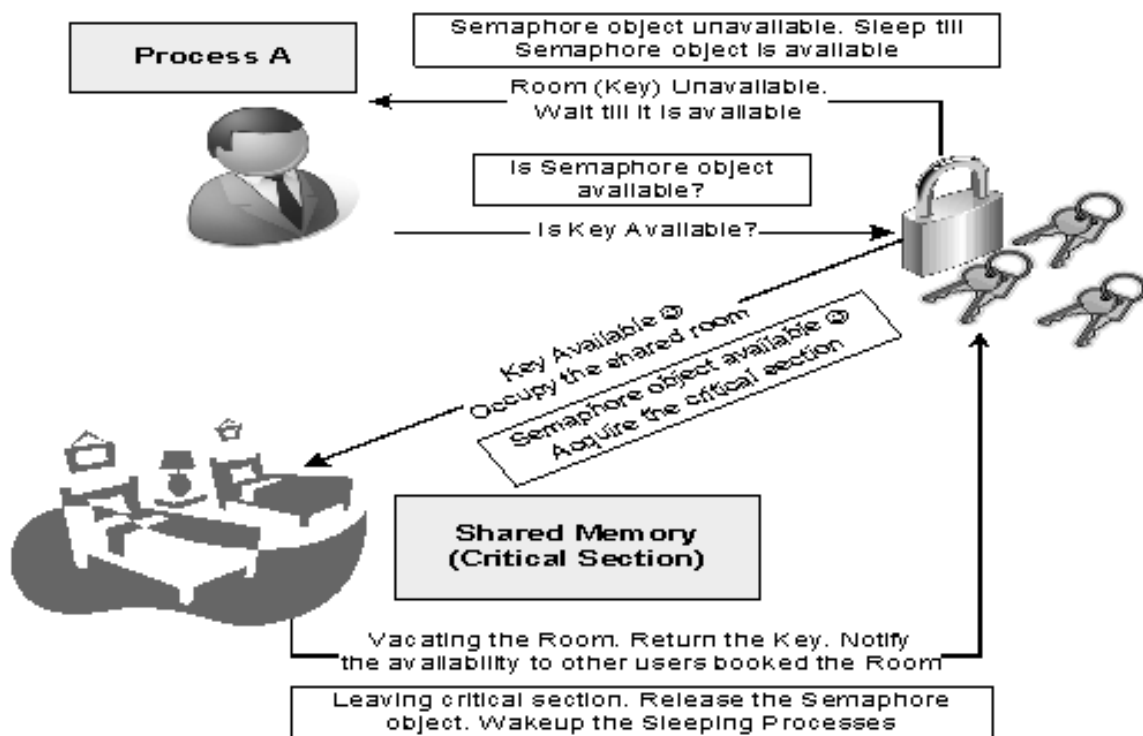 Process A
Semaphore object unavailable. Sleep till
Semaphore object is available
Room (Key) Unavailable.
Wait till it is available
Is Semaphore object
available?
Is Key Available?
Key Available ☺
Occupy the shared room
Semaphore object available ☺
Acquire the critical section
Shared Memory
(Critical Section)
Vacating the Room. Return the Key. Notify
the availability to other users booked the Room
Leaving critical section. Release the Semaphore
object. Wakeup the Sleeping Processes